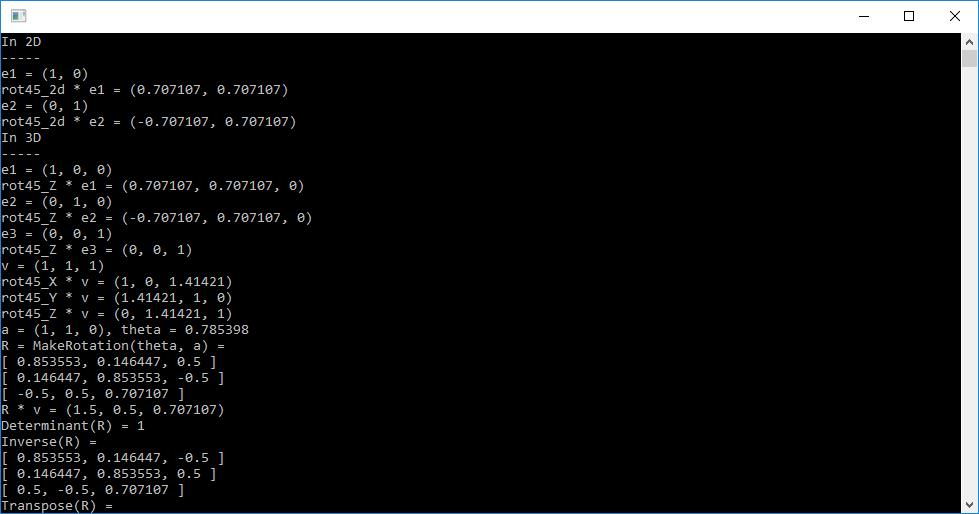 In 2D
-----
e1 = (1, 0)
rot45_2d * e1 = (0.707107, 0.707107)
e2 = (0, 1)
rot45_2d * e2 = (-0.707107, 0.707107)
In 3D
-----
e1 = (1, 0, 0)
rot45_Z * e1 = (0.707107, 0.707107, 0)
e2 = (0, 1, 0)
rot45_Z * e2 = (-0.707107, 0.707107, 0)
e3 = (0, 0, 1)
rot45_Z * e3 = (0, 0, 1)
v = (1, 1, 1)
rot45_X * v = (1, 0, 1.41421)
rot45_Y * v = (1.41421, 1, 0)
rot45_Z * v = (0, 1.41421, 1)
a = (1, 1, 0), theta = 0.785398
R = MakeRotation(theta, a) =
[ 0.853553, 0.146447, 0.5 ]
[ 0.146447, 0.853553, -0.5 ]
[ -0.5, 0.5, 0.707107 ]
R * v = (1.5, 0.5, 0.707107)
Determinant(R) = 1
Inverse(R) =
[ 0.853553, 0.146447, -0.5 ]
[ 0.146447, 0.853553, 0.5 ]
[ 0.5, -0.5, 0.707107 ]
Transpose(R) =